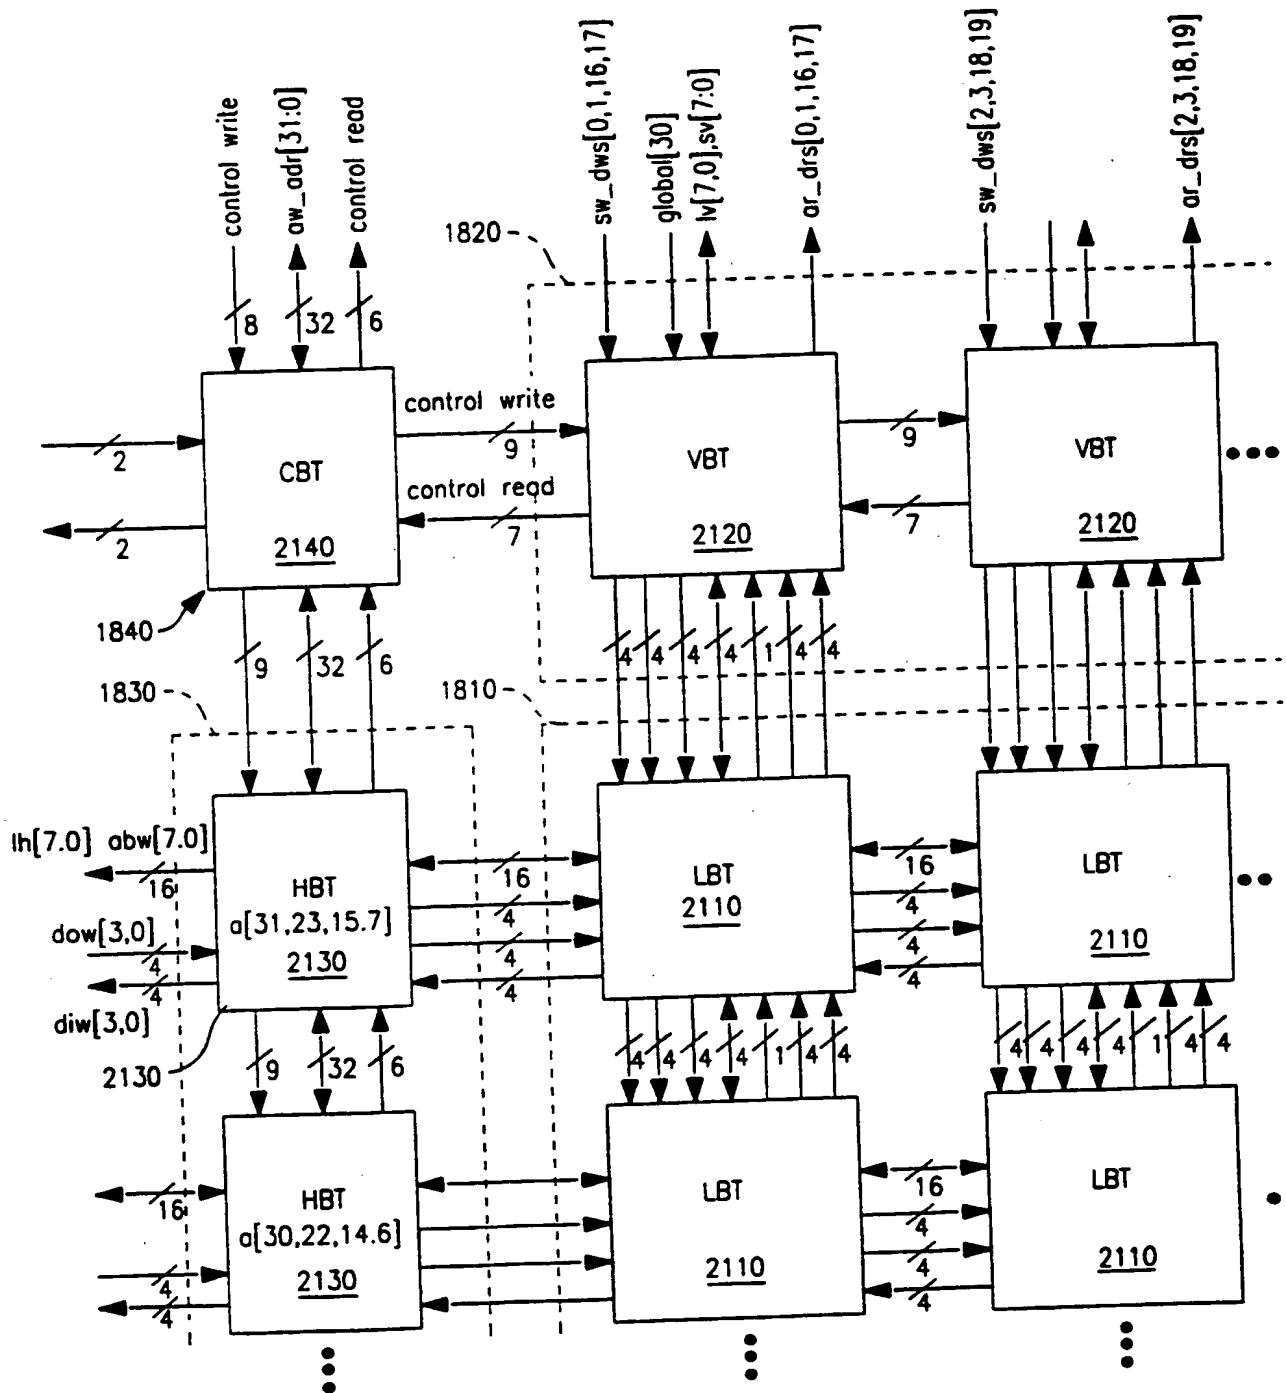 control write
aw_adr[31:0]
control read
sw_dws[0,1,16,17]
global[30]
lv[7,0],sv[7:0]
ar_drs[0,1,16,17]
sw_dws[2,3,18,19]
ar_drs[2,3,18,19]
1820
8
32
6
control write
9
9
2
CBT
VBT
VBT
control read
2
7
7
2140
2120
2120
1840
9
32
6
4
4
4
4
1
4
4
1830
1810
lh[7.0] abw[7.0]
16
HBT
a[31,23,15.7]
2130
16
4
4
4
LBT
2110
16
4
4
4
LBT
2110
dow[3,0]
4
4
diw[3,0]
2130
9
32
6
4
4
4
4
1
4
4
4
4
4
4
1
4
4
16
HBT
a[30,22,14.6]
2130
4
4
LBT
2110
16
4
4
4
LBT
2110